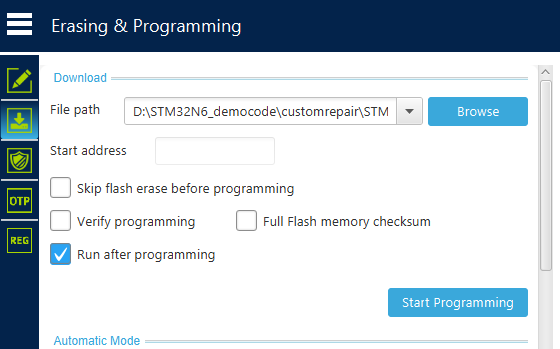 Erasing & Programming
Download
File path D:\STM32N6_democode\customrepair\STM Browse
Start address
Skip flash erase before programming
Verify programming Full Flash memory checksum
Run after programming
Start Programming
OTP
REG
Automatic Mode